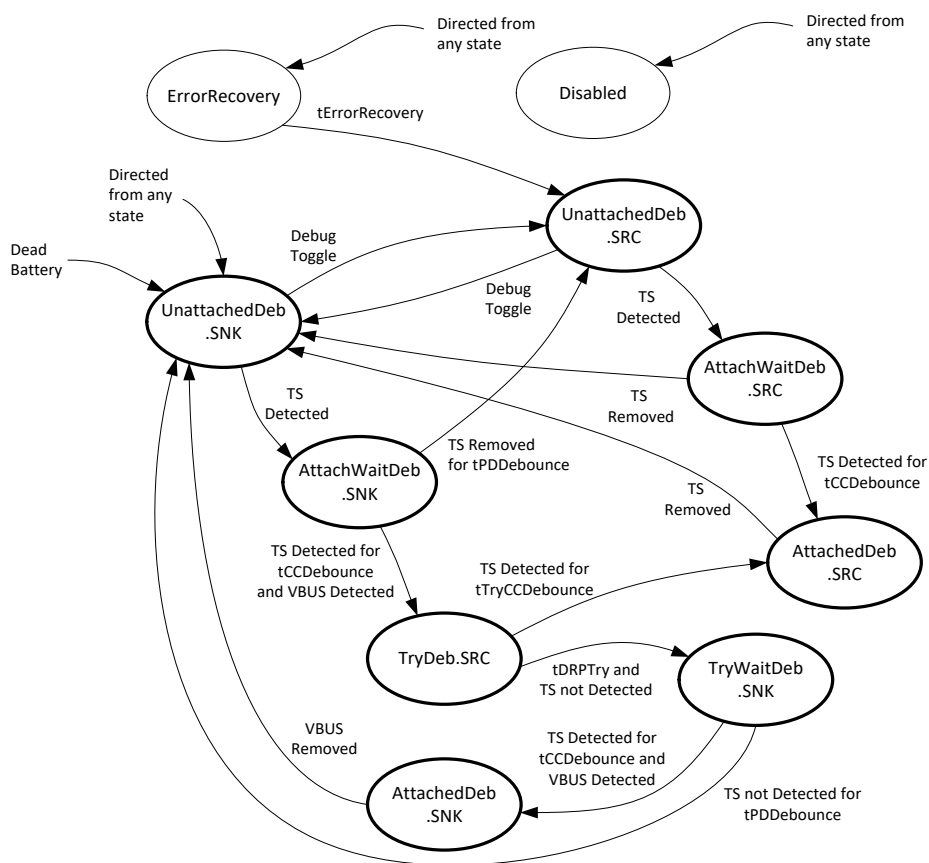 Directed from
any state
Directed from
any state
ErrorRecovery
Disabled
tErrorRecovery
Directed
from any
state
UnattachedDeb
.SRC
Debug
Toggle
Dead
Battery
Debug
Toggle
TS
Detected
UnattachedDeb
.SNK
AttachWaitDeb
.SRC
TS
Detected
TS
Removed
TS Removed
for tPDDebounce
AttachWaitDeb
.SNK
TS Detected for
tCCDebounce
TS
Removed
TS Detected for
tCCDebounce
and VBUS Detected
TS Detected for
tTryCCDebounce
AttachedDeb
.SRC
TryDeb.SRC
tDRPTry and
TS not Detected
TryWaitDeb
.SNK
VBUS
Removed
TS Detected for
tCCDebounce and
VBUS Detected
AttachedDeb
.SNK
TS not Detected for
tPDDebounce